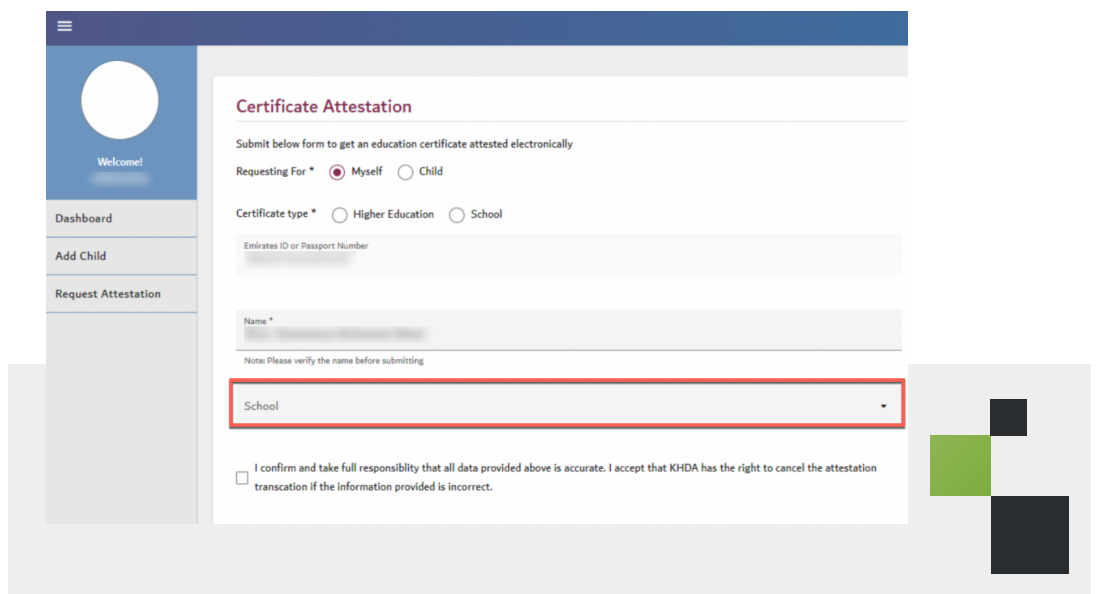 Certificate Attestation
Welcome!
Submit below form to get an education certificate attested electronically
Requesting For * Myself Child
Dashboard
Certificate type * Higher Education School
Add Child
Emirates ID or Passport Number
Request Attestation
Name *
Note: Please verify the name before submitting
School
I confirm and take full responsiblity that all data provided above is accurate. I accept that KHDA has the right to cancel the attestation
transcation if the information provided is incorrect.